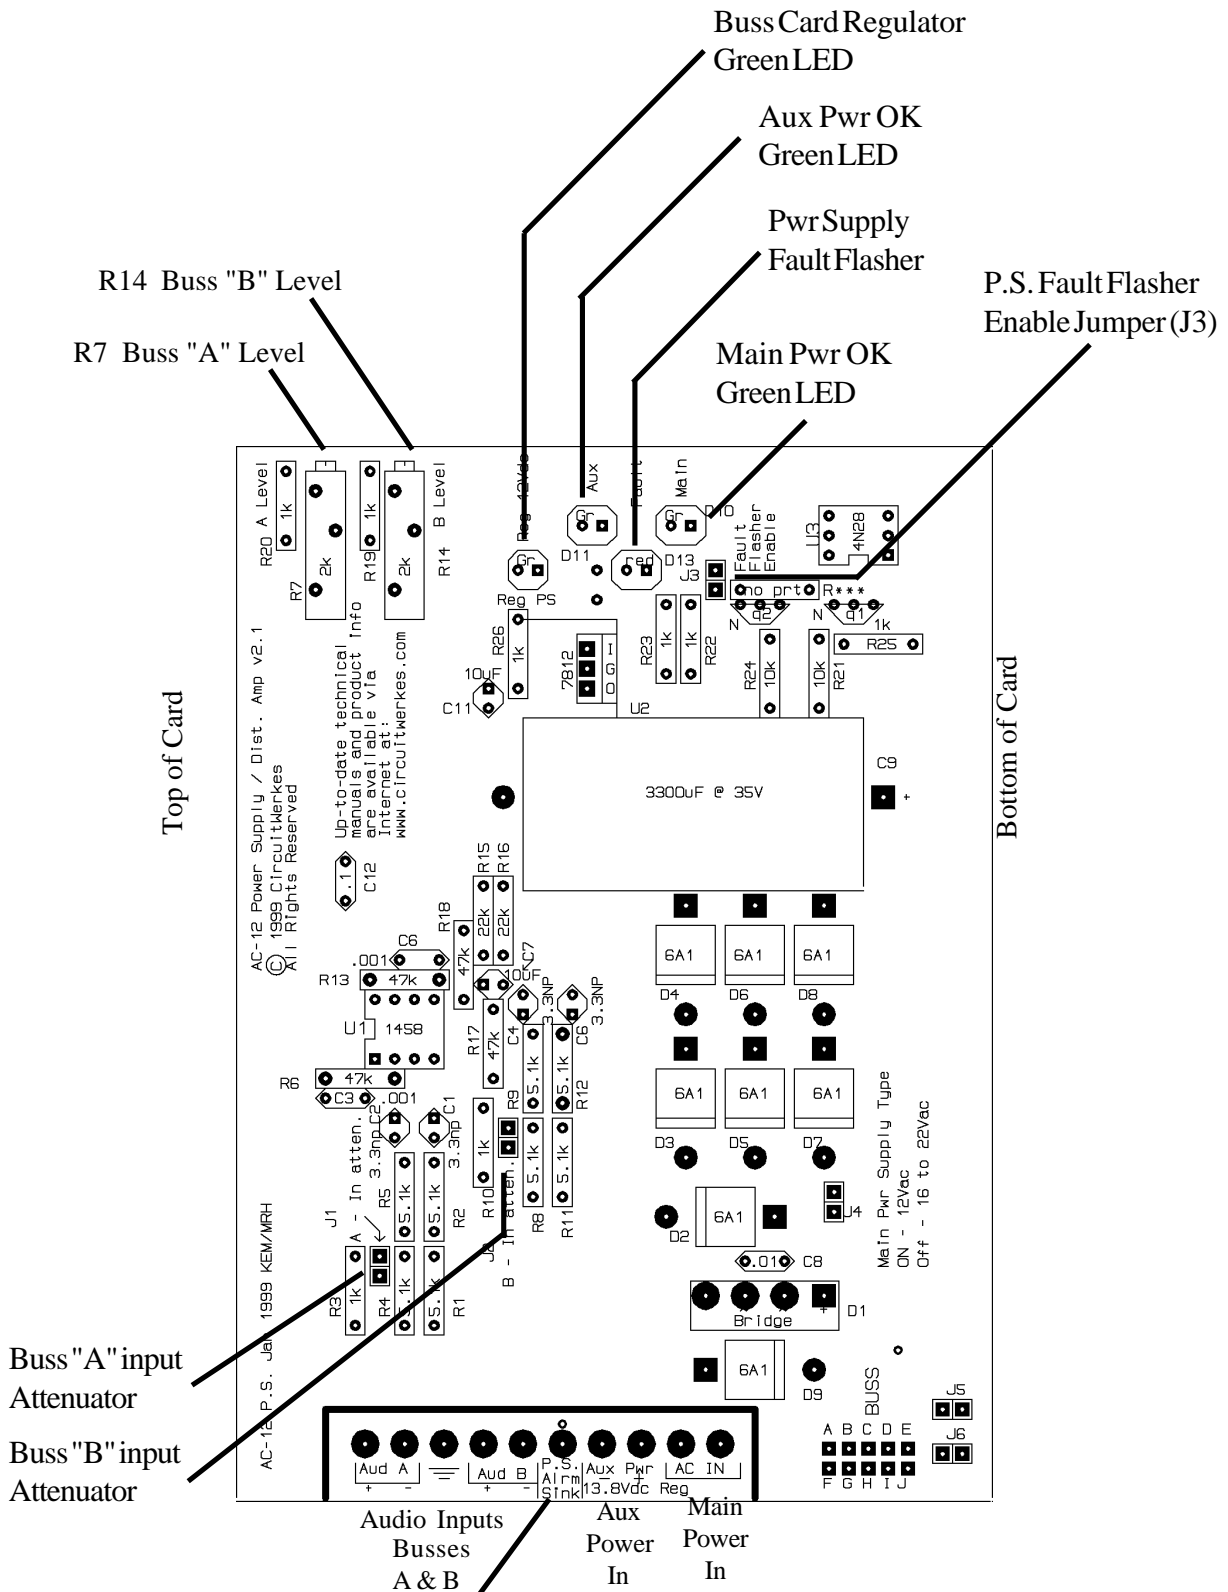 Buss Card Regulator
Green LED
Aux Pwr OK
Green LED
Pwr Supply
Fault Flasher
P.S. Fault Flasher
Enable Jumper (J3)
R14 Buss "B" Level
R7 Buss "A" Level
Main Pwr OK
Green LED
Top of Card
Bottom of Card
R20 A Level
1k
R7
2k
R19
1k
2k
R14
B Level
Reg 12Vdc
Gr
Reg PS
Aux
Gr
D11
Fault
red
D13
Main
Gr
D10
J3
Fault
Flasher
Enable
U3
4N28
no prt
R***
N
q2
N
q1
1k
R25
R26
1k
10uF
C11
7812
I
G
O
U2
R23
1k
1k
R22
R24
10k
10k
R21
C9
3300uF @ 35V
+
AC-12 Power Supply / Dist. Amp v2.1
© 1999 CircuitWerkes
All Rights Reserved
Up-to-date technical
manuals and product Info
are available via
Internet at:
www.circuitwerkes.com
.1
C12
R15
R16
22k
22k
R18
47k
C7
10uF
C6
.001
R13
47k
U1
1458
R6
47k
C3
.001
R17
47k
C4
3.3NP
3.3NP
C6
R9
5.1k
5.1k
R12
C2
3.3np
C1
3.3np
R10
1k
R8
5.1k
5.1k
R11
J1
A - In atten.
R5
5.1k
5.1k
R2
J2
B - In atten.
R3
1k
R4
5.1k
5.1k
R1
6A1
6A1
6A1
D4
D6
D8
6A1
6A1
6A1
D3
D5
D7
6A1
D2
J4
Main Pwr Supply Type
ON - 12Vac
Off - 16 to 22Vac
.01
C8
+
Bridge
D1
6A1
D9
BUSS
A B C D E
F G H I J
J5
J6
AC-12 P.S. Jan 1999 KEM/MRH
Buss "A" input
Attenuator
Buss "B" input
Attenuator
Aud A
+ -
Aud B
+ -
P.S.
Alrm
Sink
Aux Pwr
- +
13.8Vdc Reg
AC IN
Audio Inputs
Busses
A & B
Aux
Power
In
Main
Power
In